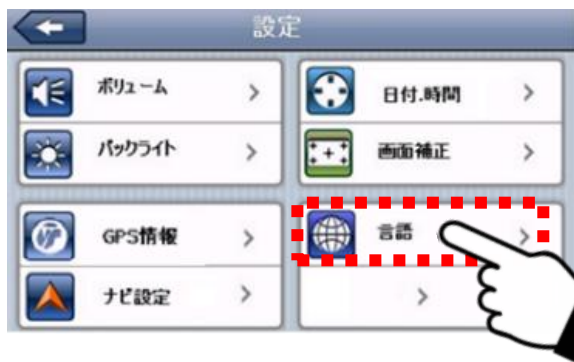 設定
ボリューム
日付.時間
バックライト
画面補正
GPS情報
言語
ナビ設定